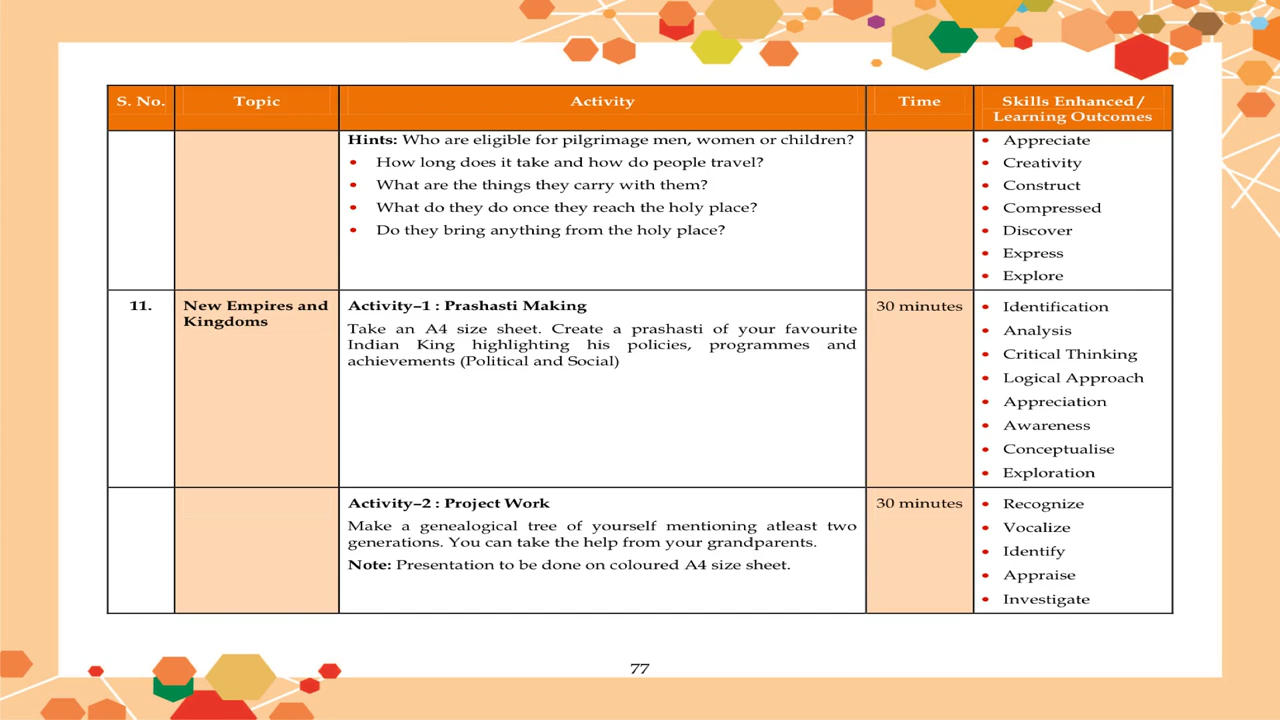 S. No. Topic Activity Time Skills Enhanced /
Learning Outcomes
Hints: Who are eligible for pilgrimage men, women or children?
• How long does it take and how do people travel?
• What are the things they carry with them?
• What do they do once they reach the holy place?
• Do they bring anything from the holy place?
• Appreciate
• Creativity
• Construct
• Compressed
• Discover
• Express
• Explore
11.
New Empires and
Kingdoms
Activity–1 : Prashasti Making
Take an A4 size sheet. Create a prashasti of your favourite
Indian King highlighting his policies, programmes and
achievements (Political and Social)
30 minutes
• Identification
• Analysis
• Critical Thinking
• Logical Approach
• Appreciation
• Awareness
• Conceptualise
• Exploration
Activity–2 : Project Work
Make a genealogical tree of yourself mentioning atleast two
generations. You can take the help from your grandparents.
Note: Presentation to be done on coloured A4 size sheet.
30 minutes
• Recognize
• Vocalize
• Identify
• Appraise
• Investigate
77